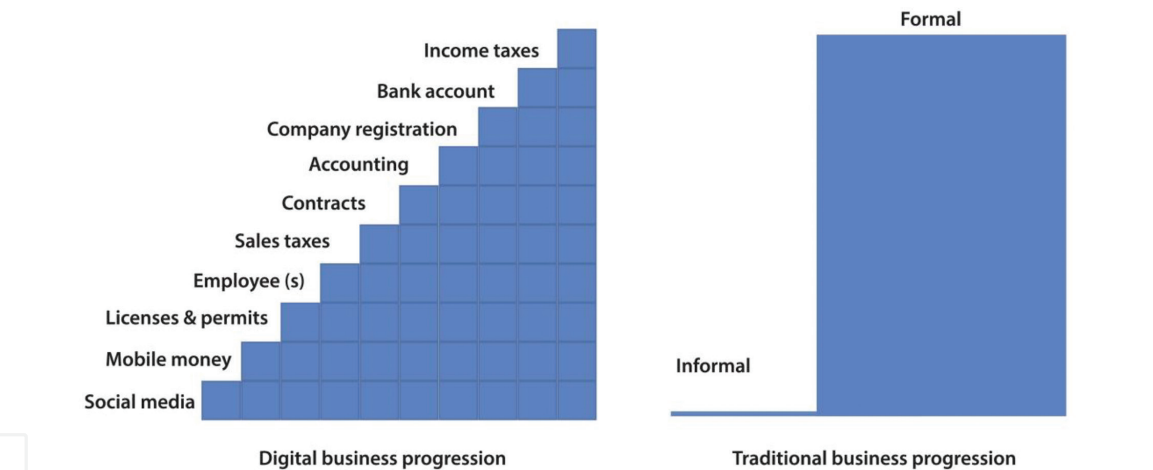 Income taxes
Bank account
Company registration
Accounting
Contracts
Sales taxes
Employee (s)
Licenses & permits
Mobile money
Social media
Digital business progression
Formal
Informal
Traditional business progression